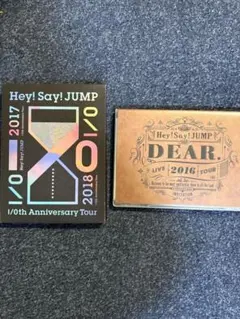 Hey! Say! JUMP
I/O
2017
2018
I/O
I/Oth Anniversary Tour
Hey! Say! JUMP
DEAR.
LIVE 2016 TOUR